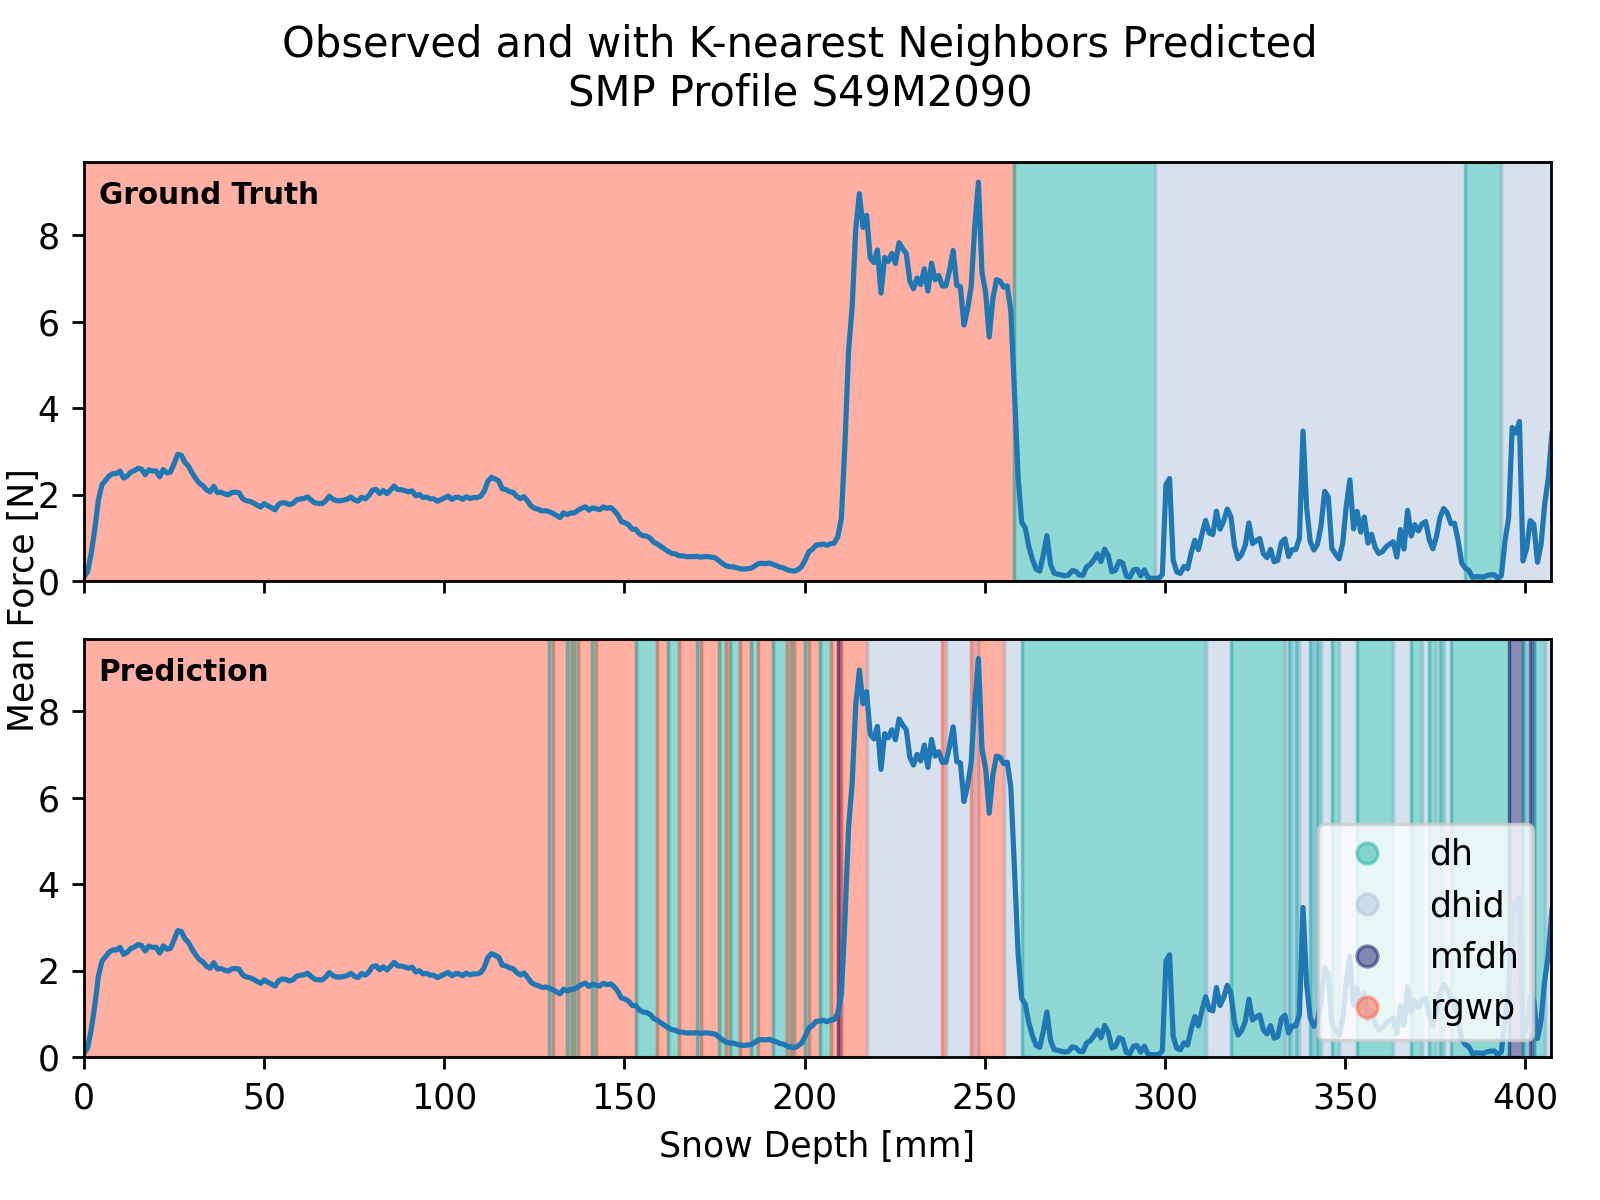 Observed and with K-nearest Neighbors Predicted
SMP Profile S49M2090
Mean Force [N]
Ground Truth
8
6
4
2
0
Prediction
8
6
4
2
0
dh
dhid
mfdh
rgwp
0 50 100 150 200 250 300 350 400
Snow Depth [mm]